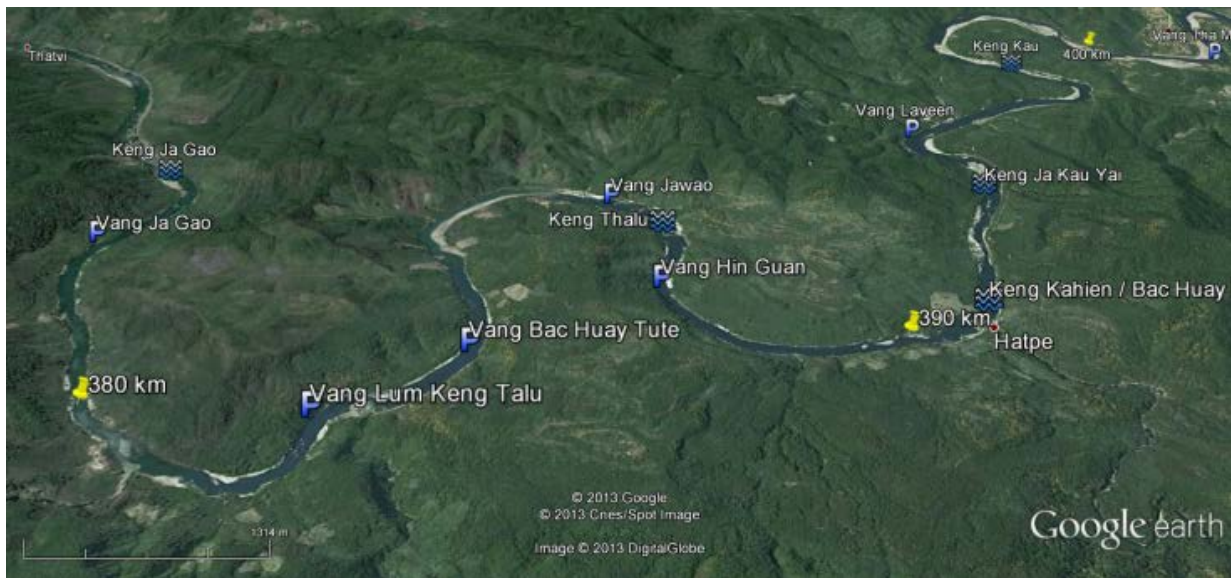 Thatvi
Keng Ja Gao
Vang Ja Gao
380 km
Vang Lum Keng Talu
Vang Bac Huay Tute
Vang Jawao
Keng Thalu
Vang Hin Guan
390 km
Hatpe
Keng Kahien / Bac Huay
Keng Ja Kau Yai
Vang Laveen
Keng Kau
400 km
P
P
P
P
P
P
P
1314 m
© 2013 Google
© 2013 Cnes/Spot Image
Image © 2013 DigitalGlobe
Google earth